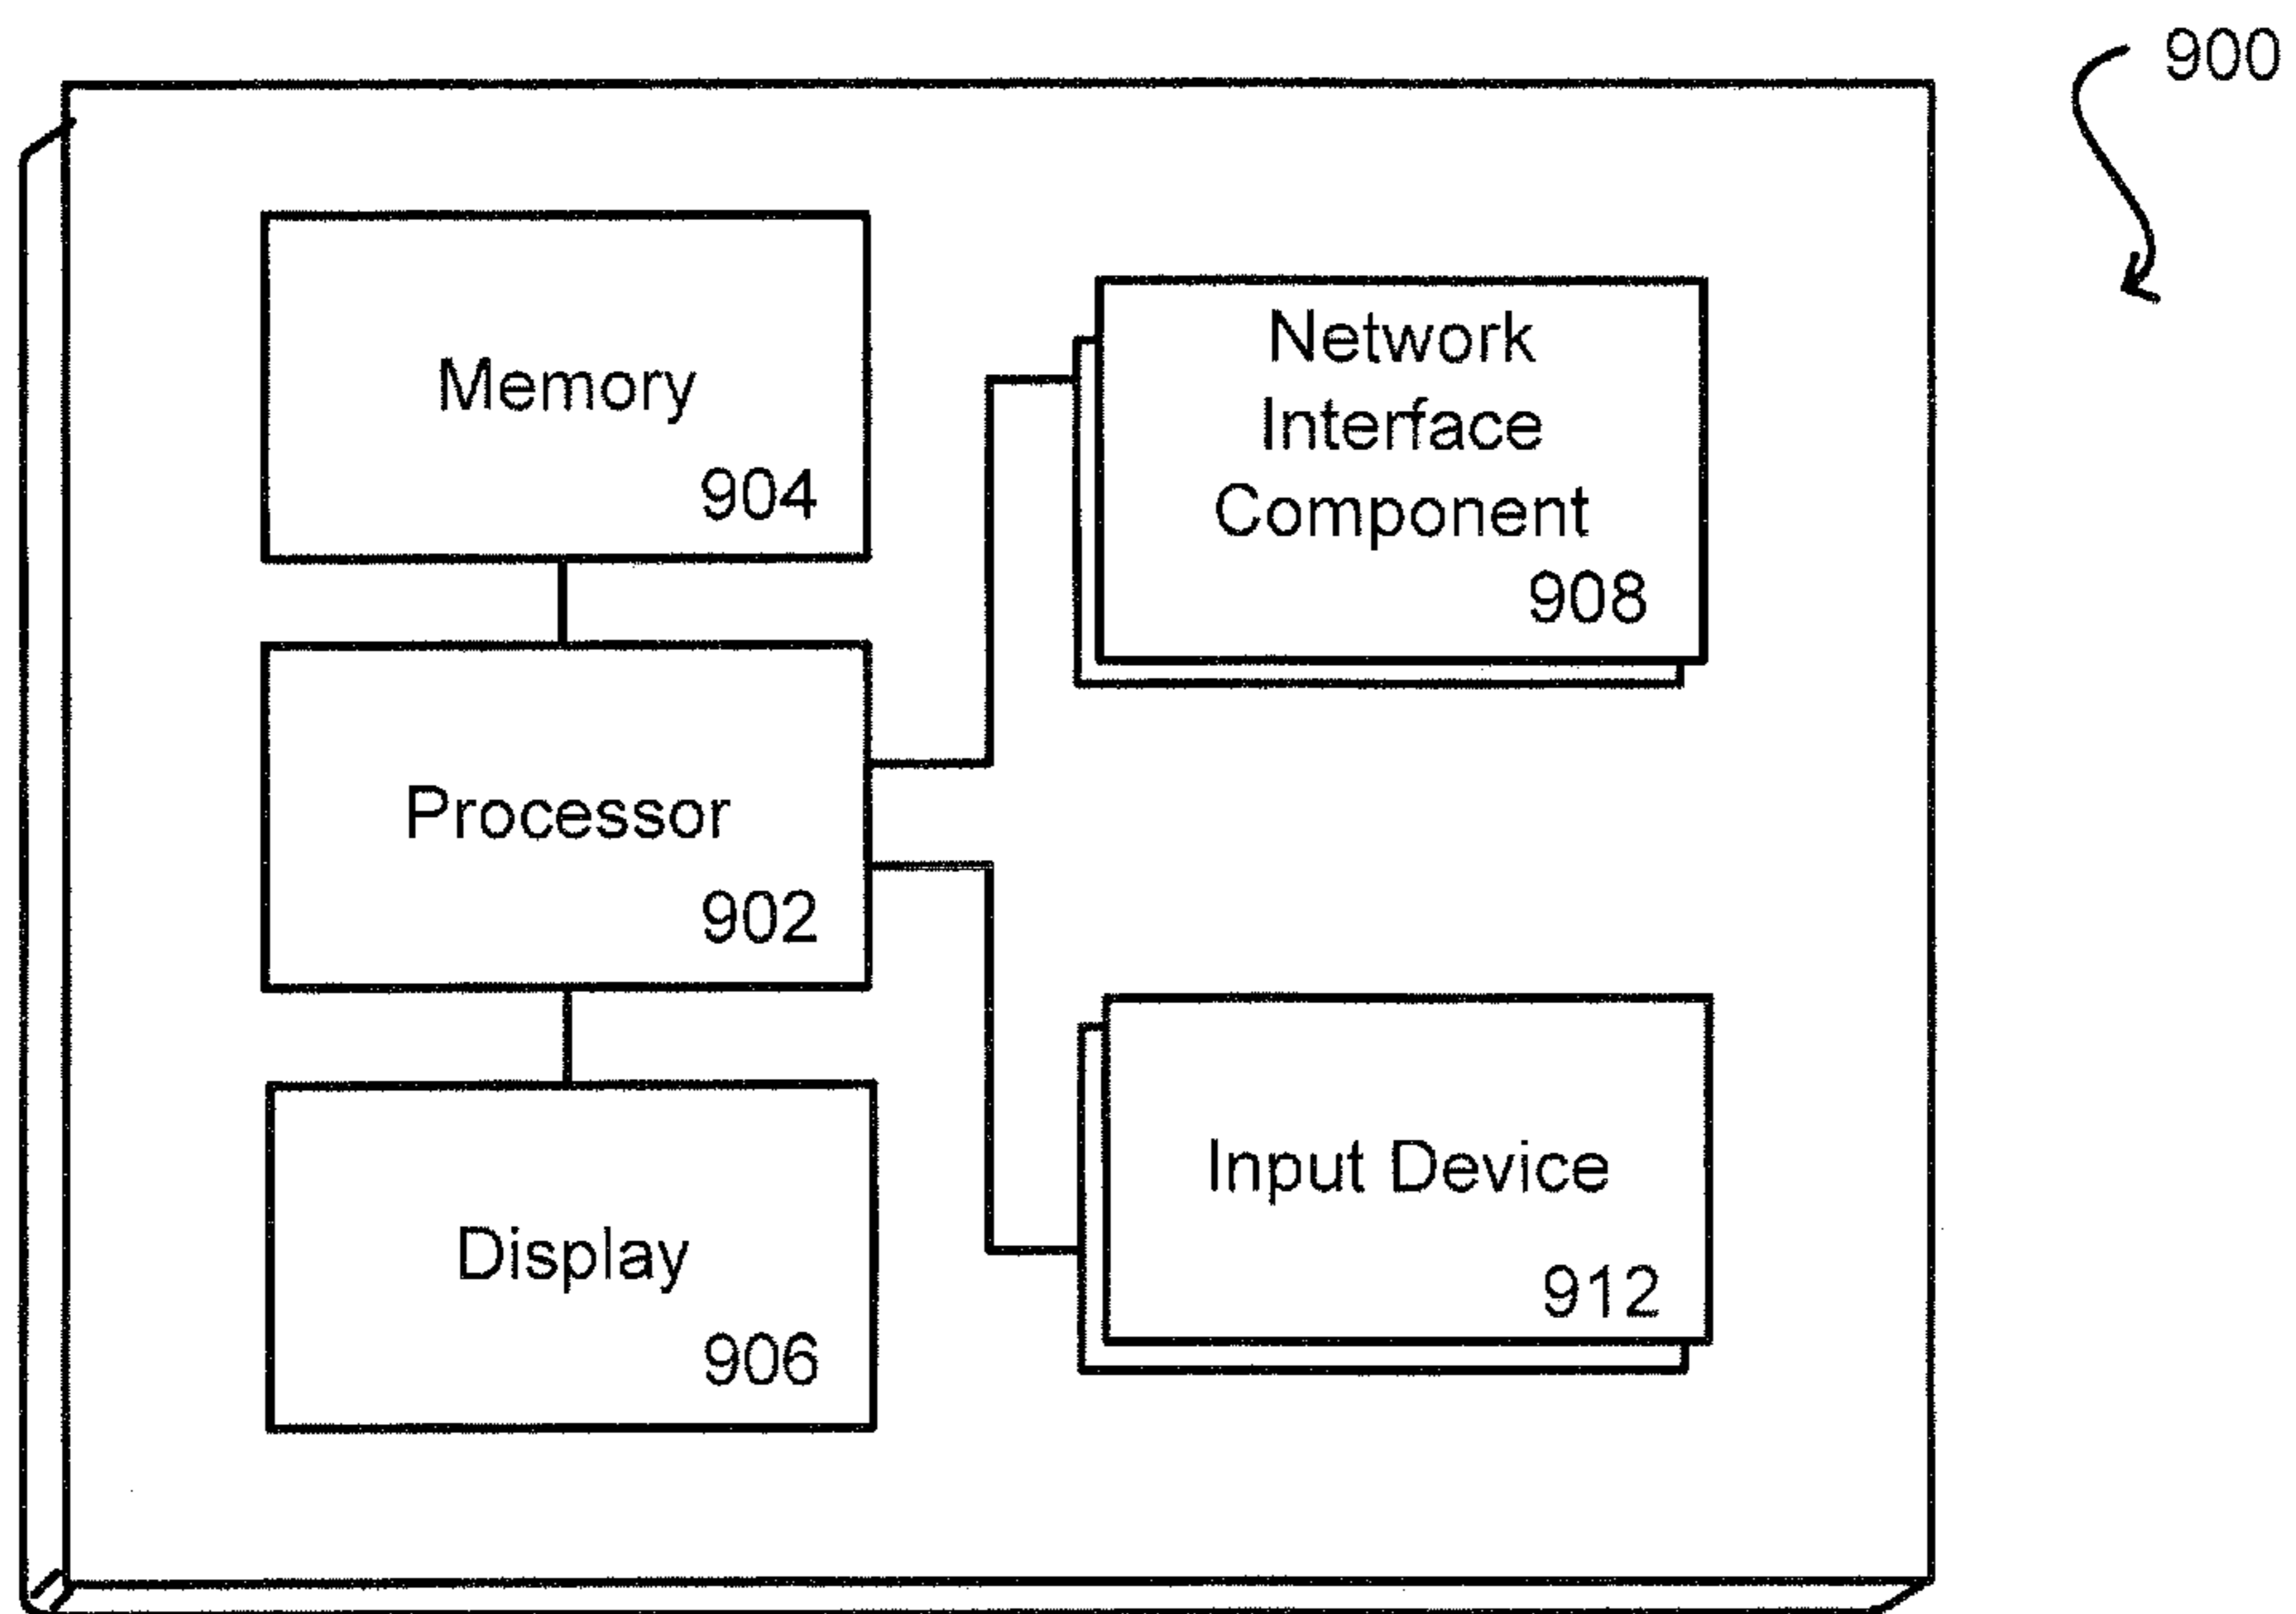 900
Memory
904
Network
Interface
Component
908
Processor
902
Input Device
912
Display
906